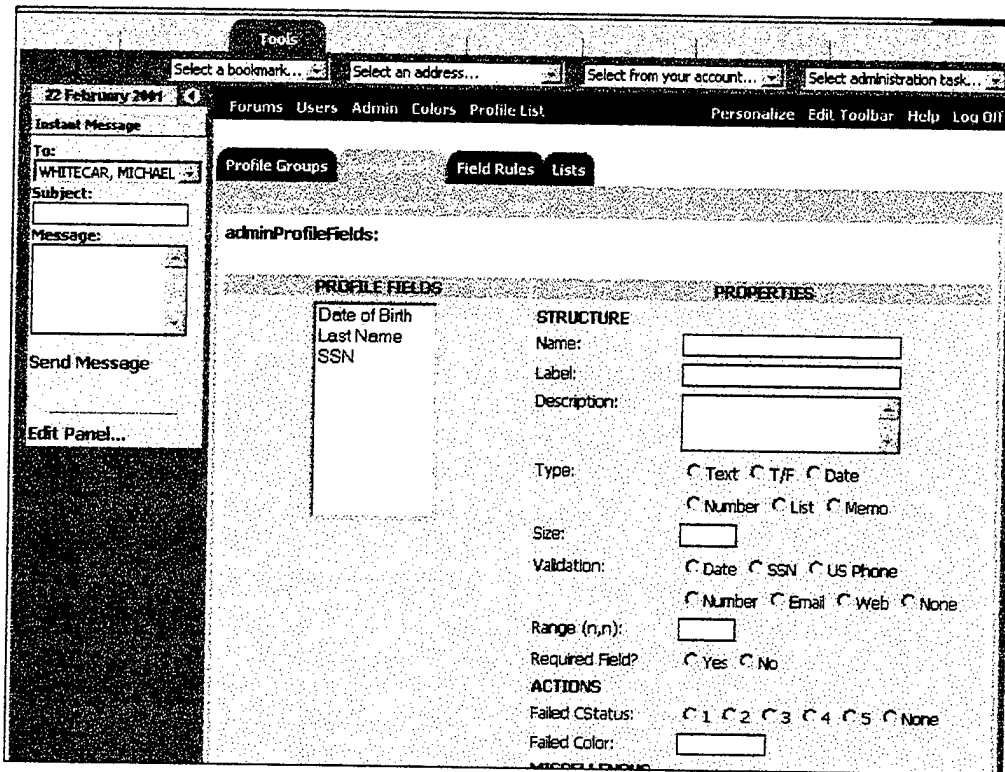 Tools
Select a bookmark... Select an address... Select from your account... Select administration task...
22 February 2001
Forums Users Admin Colors Profile List Personalize Edit Toolbar Help Log Off
Instant Message
To:
WHITECAR, MICHAEL
Subject:
Message:
Send Message
Edit Panel...
Profile Groups Field Rules Lists
adminProfileFields:
PROFILE FIELDS
Date of Birth
Last Name
SSN
PROPERTIES
STRUCTURE
Name:
Label:
Description:
Type: Text T/F Date
Number List Memo
Size:
Validation: Date SSN US Phone
Number Email Web None
Range (n,n):
Required Field? Yes No
ACTIONS
Failed CStatus: 1 2 3 4 5 None
Failed Color: